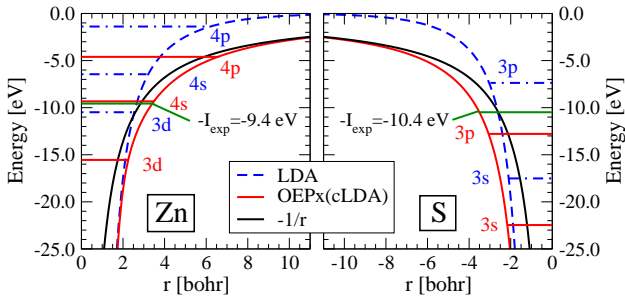 0.0
-5.0
-10.0
-15.0
-20.0
-25.0
Energy [eV]
0 2 4 6 8 10
r [bohr]
4p
4s
4p
4s
3d
3d
-I_exp=-9.4 eV
Zn
LDA
OEPx(cLDA)
-1/r
-I_exp=-10.4 eV
3p
3p
3s
3s
S
-10 -8 -6 -4 -2 0
r [bohr]
0.0
-5.0
-10.0
-15.0
-20.0
-25.0
Energy [eV]